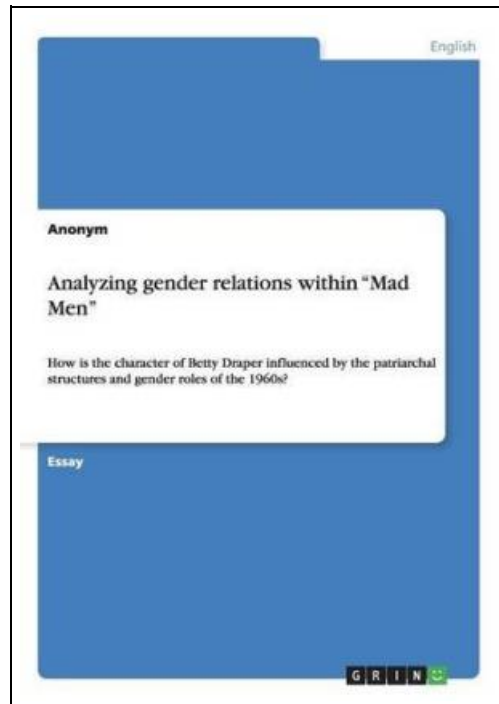 English
Anonym
Analyzing gender relations within “Mad
Men”
How is the character of Betty Draper influenced by the patriarchal
structures and gender roles of the 1960s?
Essay
GRIN